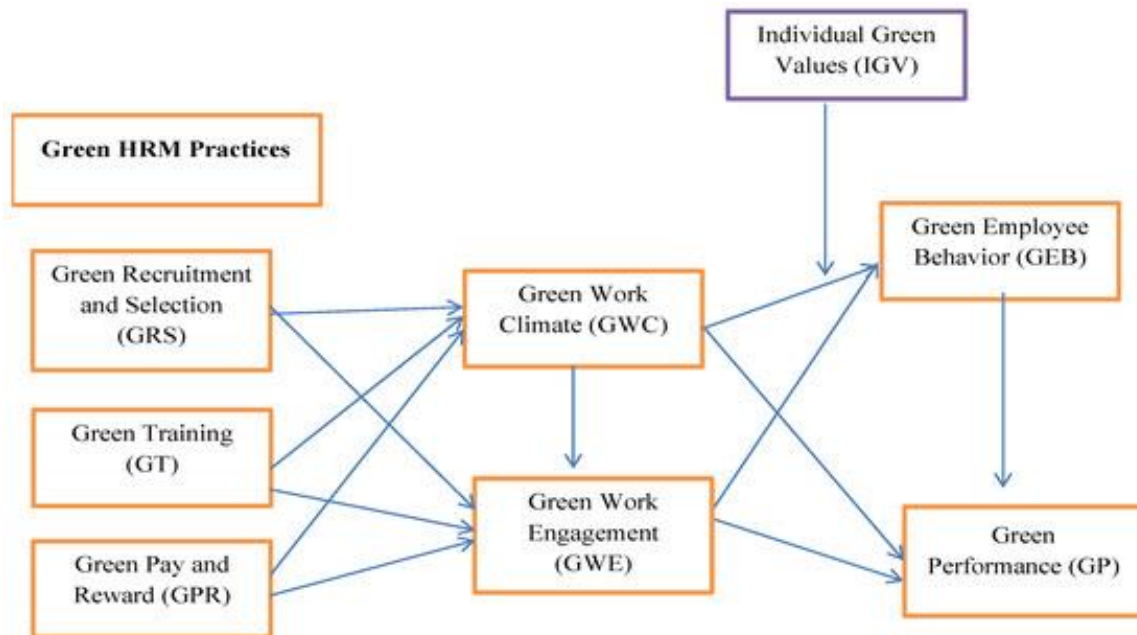 Individual Green
Values (IGV)
Green HRM Practices
Green Employee
Behavior (GEB)
Green Recruitment
and Selection
(GRS)
Green Work
Climate (GWC)
Green Training
(GT)
Green Work
Engagement
(GWE)
Green
Performance (GP)
Green Pay and
Reward (GPR)